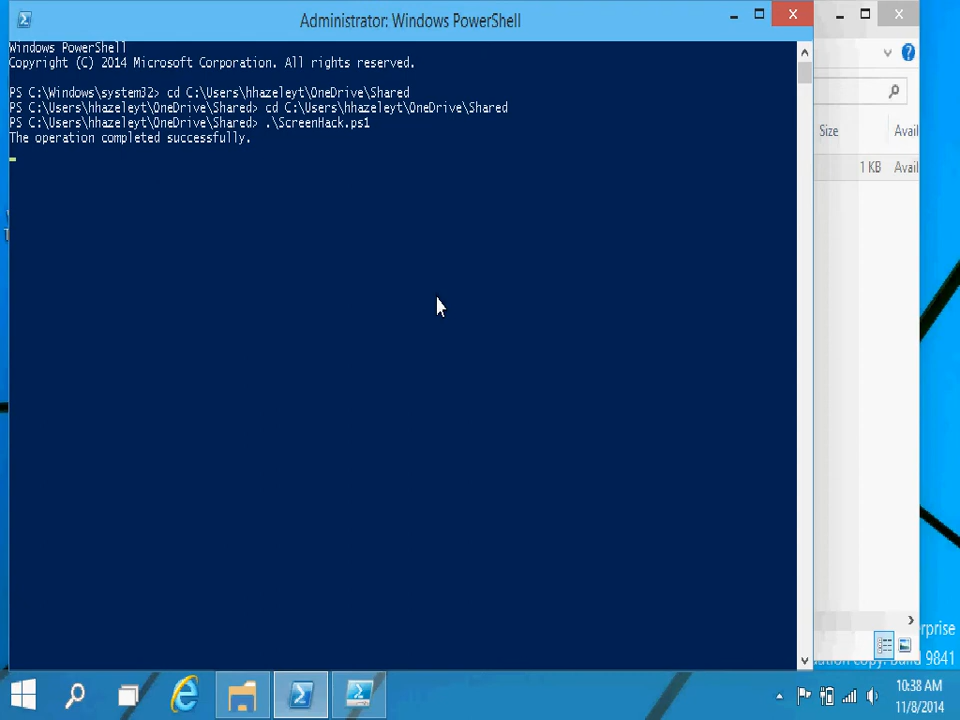 Administrator: Windows PowerShell
Windows PowerShell
Copyright (C) 2014 Microsoft Corporation. All rights reserved.
PS C:\Windows\system32> cd C:\Users\hhazeleyt\OneDrive\Shared
PS C:\Users\hhazeleyt\OneDrive\Shared> cd C:\Users\hhazeleyt\OneDrive\Shared
PS C:\Users\hhazeleyt\OneDrive\Shared> .\ScreenHack.ps1
The operation completed successfully.
Size Avail
1 KB Avail
erprise
Build 9841
10:38 AM
11/8/2014